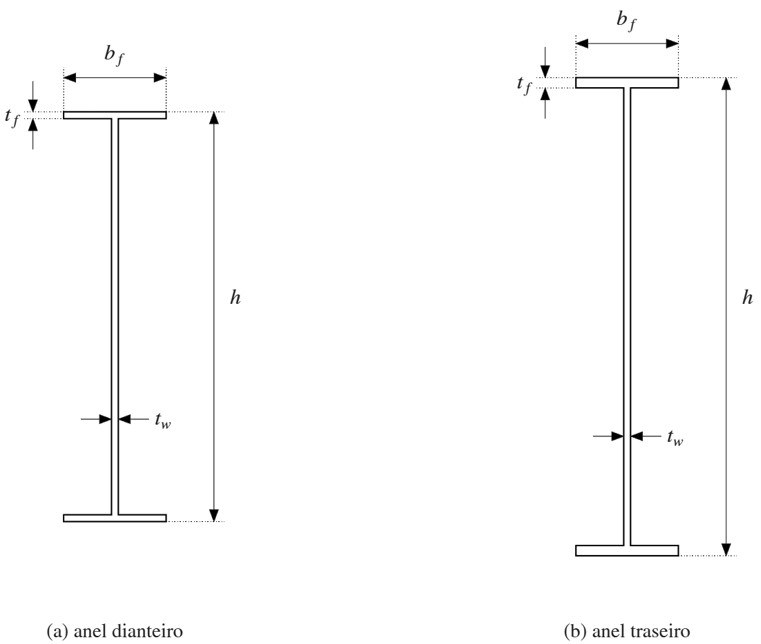 b_f
t_f
h
t_w
(a) anel dianteiro
b_f
t_f
h
t_w
(b) anel traseiro